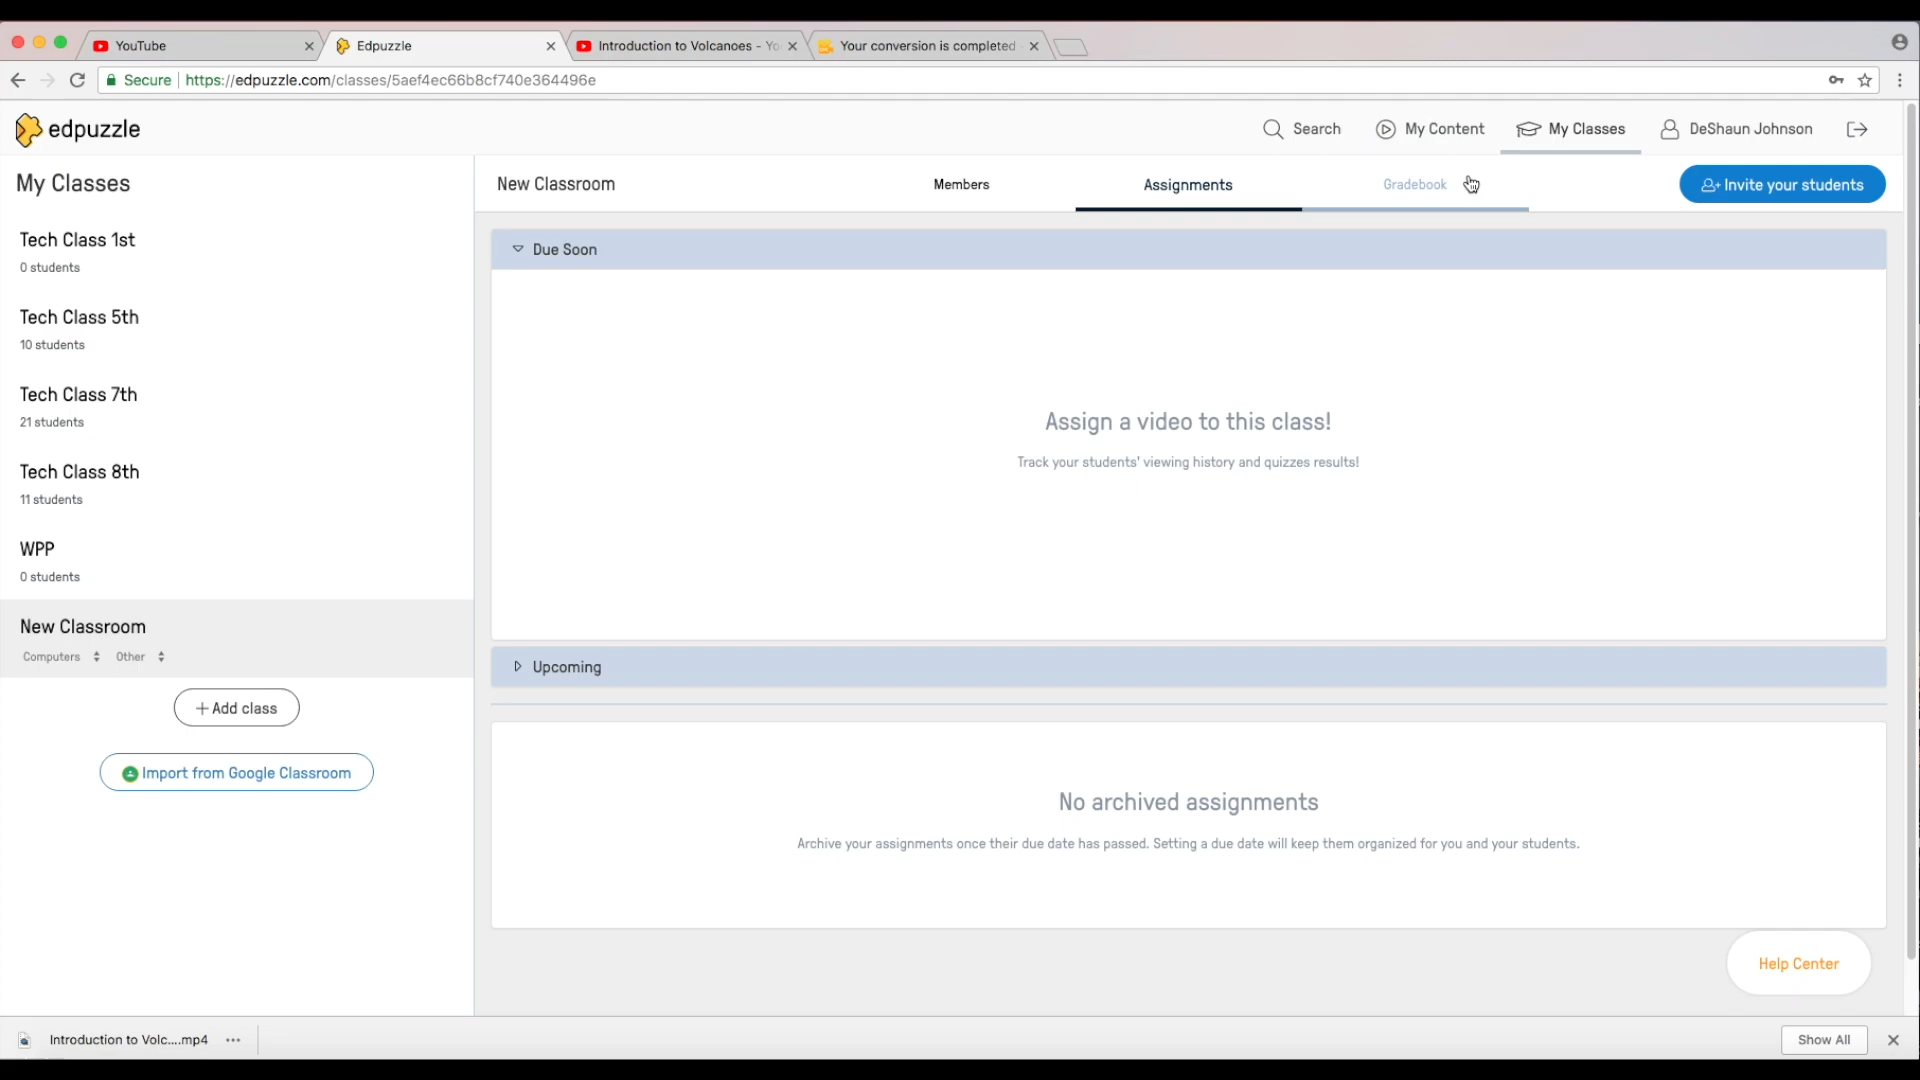 YouTube
Edpuzzle
Introduction to Volcanoes - Yo
Your conversion is completed
Secure
https://edpuzzle.com/classes/5aef4ec66b8cf740e364496e
edpuzzle
Search
My Content
My Classes
DeShaun Johnson
My Classes
New Classroom
Members
Assignments
Gradebook
Invite your students
Tech Class 1st
0 students
Tech Class 5th
10 students
Tech Class 7th
21 students
Tech Class 8th
11 students
WPP
0 students
New Classroom
Computers Other
+ Add class
Import from Google Classroom
Due Soon
Assign a video to this class!
Track your students' viewing history and quizzes results!
Upcoming
No archived assignments
Archive your assignments once their due date has passed. Setting a due date will keep them organized for you and your students.
Help Center
Introduction to Volc....mp4
Show All